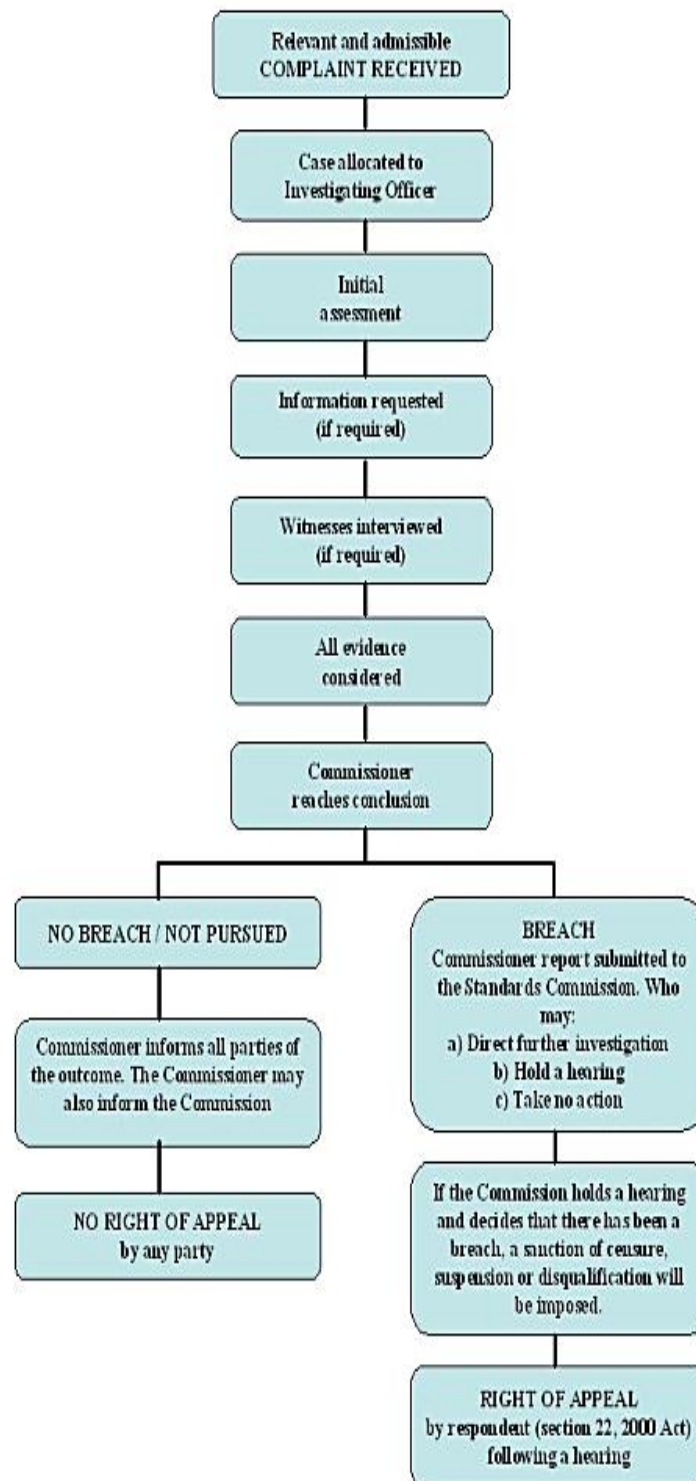 Relevant and admissible
COMPLAINT RECEIVED
Case allocated to
Investigating Officer
Initial
assessment
Information requested
(if required)
Witnesses interviewed
(if required)
All evidence
considered
Commissioner
reaches conclusion
NO BREACH / NOT PURSUED
Commissioner informs all parties of
the outcome. The Commissioner may
also inform the Commission
NO RIGHT OF APPEAL
by any party
BREACH
Commissioner report submitted to
the Standards Commission. Who
may:
a) Direct further investigation
b) Hold a hearing
c) Take no action
If the Commission holds a hearing
and decides that there has been a
breach, a sanction of censure,
suspension or disqualification will
be imposed.
RIGHT OF APPEAL
by respondent (section 22, 2000 Act)
following a hearing